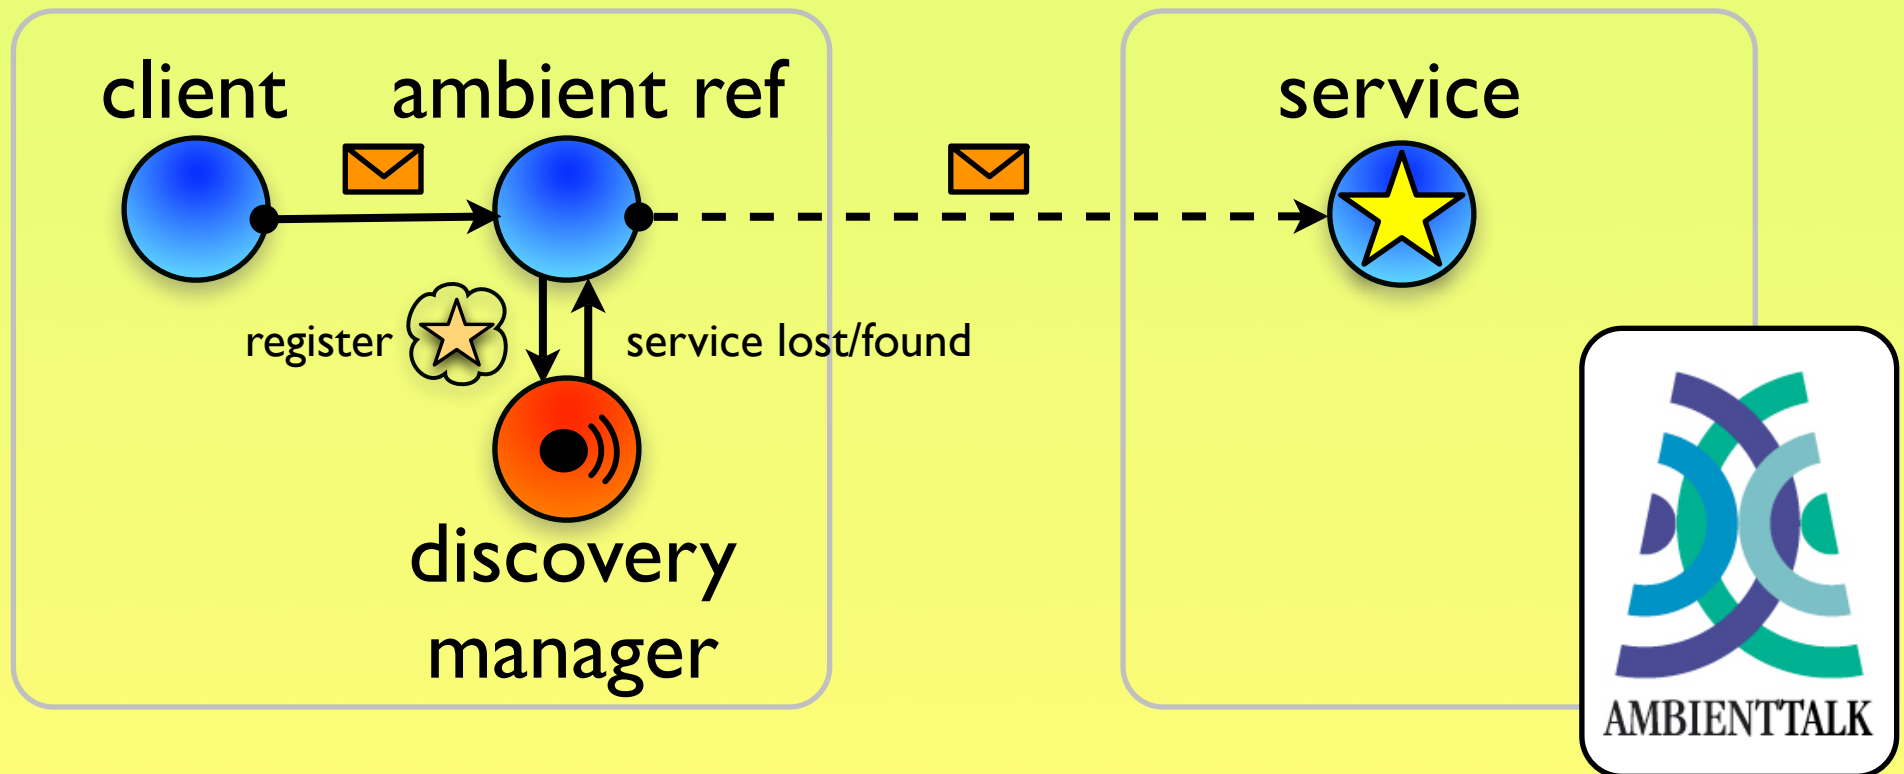 client
ambient ref
service
register
service lost/found
discovery
manager
AMBIENTTALK